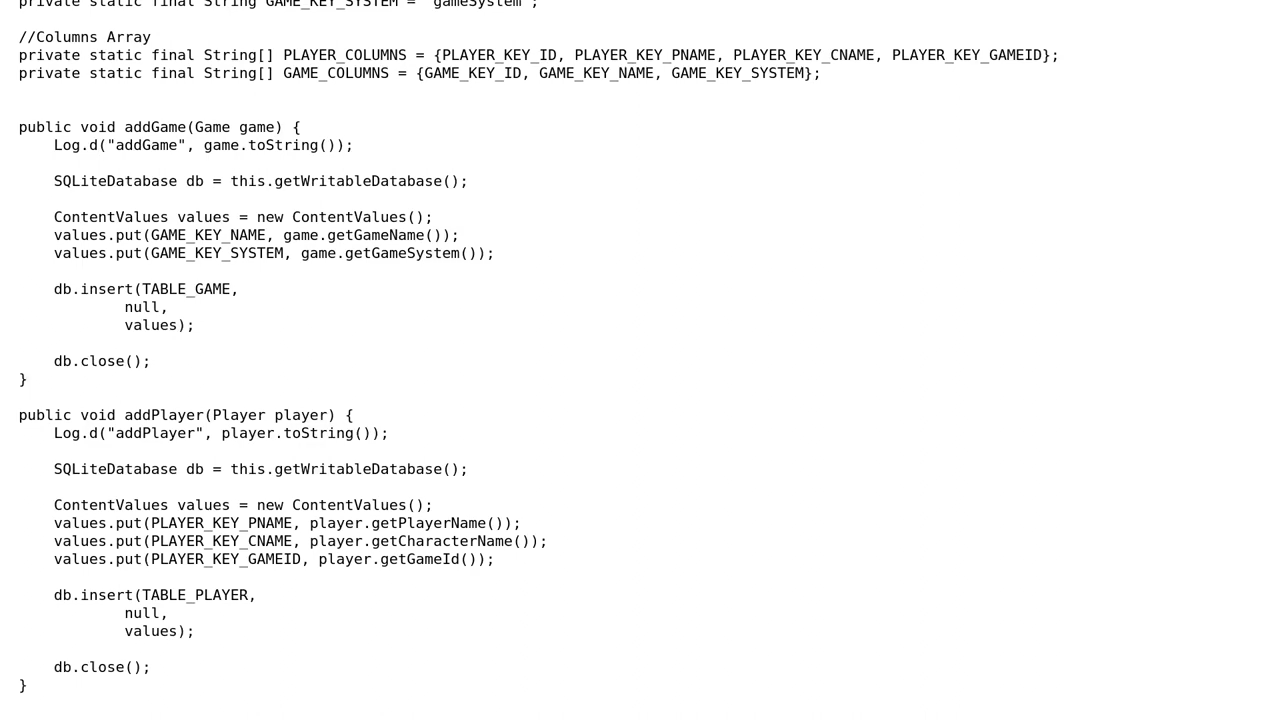 private static final String GAME_KEY_SYSTEM = "gameSystem";
//Columns Array
private static final String[] PLAYER_COLUMNS = {PLAYER_KEY_ID, PLAYER_KEY_PNAME, PLAYER_KEY_CNAME, PLAYER_KEY_GAMEID};
private static final String[] GAME_COLUMNS = {GAME_KEY_ID, GAME_KEY_NAME, GAME_KEY_SYSTEM};
public void addGame(Game game) {
Log.d("addGame", game.toString());
SQLiteDatabase db = this.getWritableDatabase();
ContentValues values = new ContentValues();
values.put(GAME_KEY_NAME, game.getGameName());
values.put(GAME_KEY_SYSTEM, game.getGameSystem());
db.insert(TABLE_GAME,
null,
values);
db.close();
}
public void addPlayer(Player player) {
Log.d("addPlayer", player.toString());
SQLiteDatabase db = this.getWritableDatabase();
ContentValues values = new ContentValues();
values.put(PLAYER_KEY_PNAME, player.getPlayerName());
values.put(PLAYER_KEY_CNAME, player.getCharacterName());
values.put(PLAYER_KEY_GAMEID, player.getGameId());
db.insert(TABLE_PLAYER,
null,
values);
db.close();
}